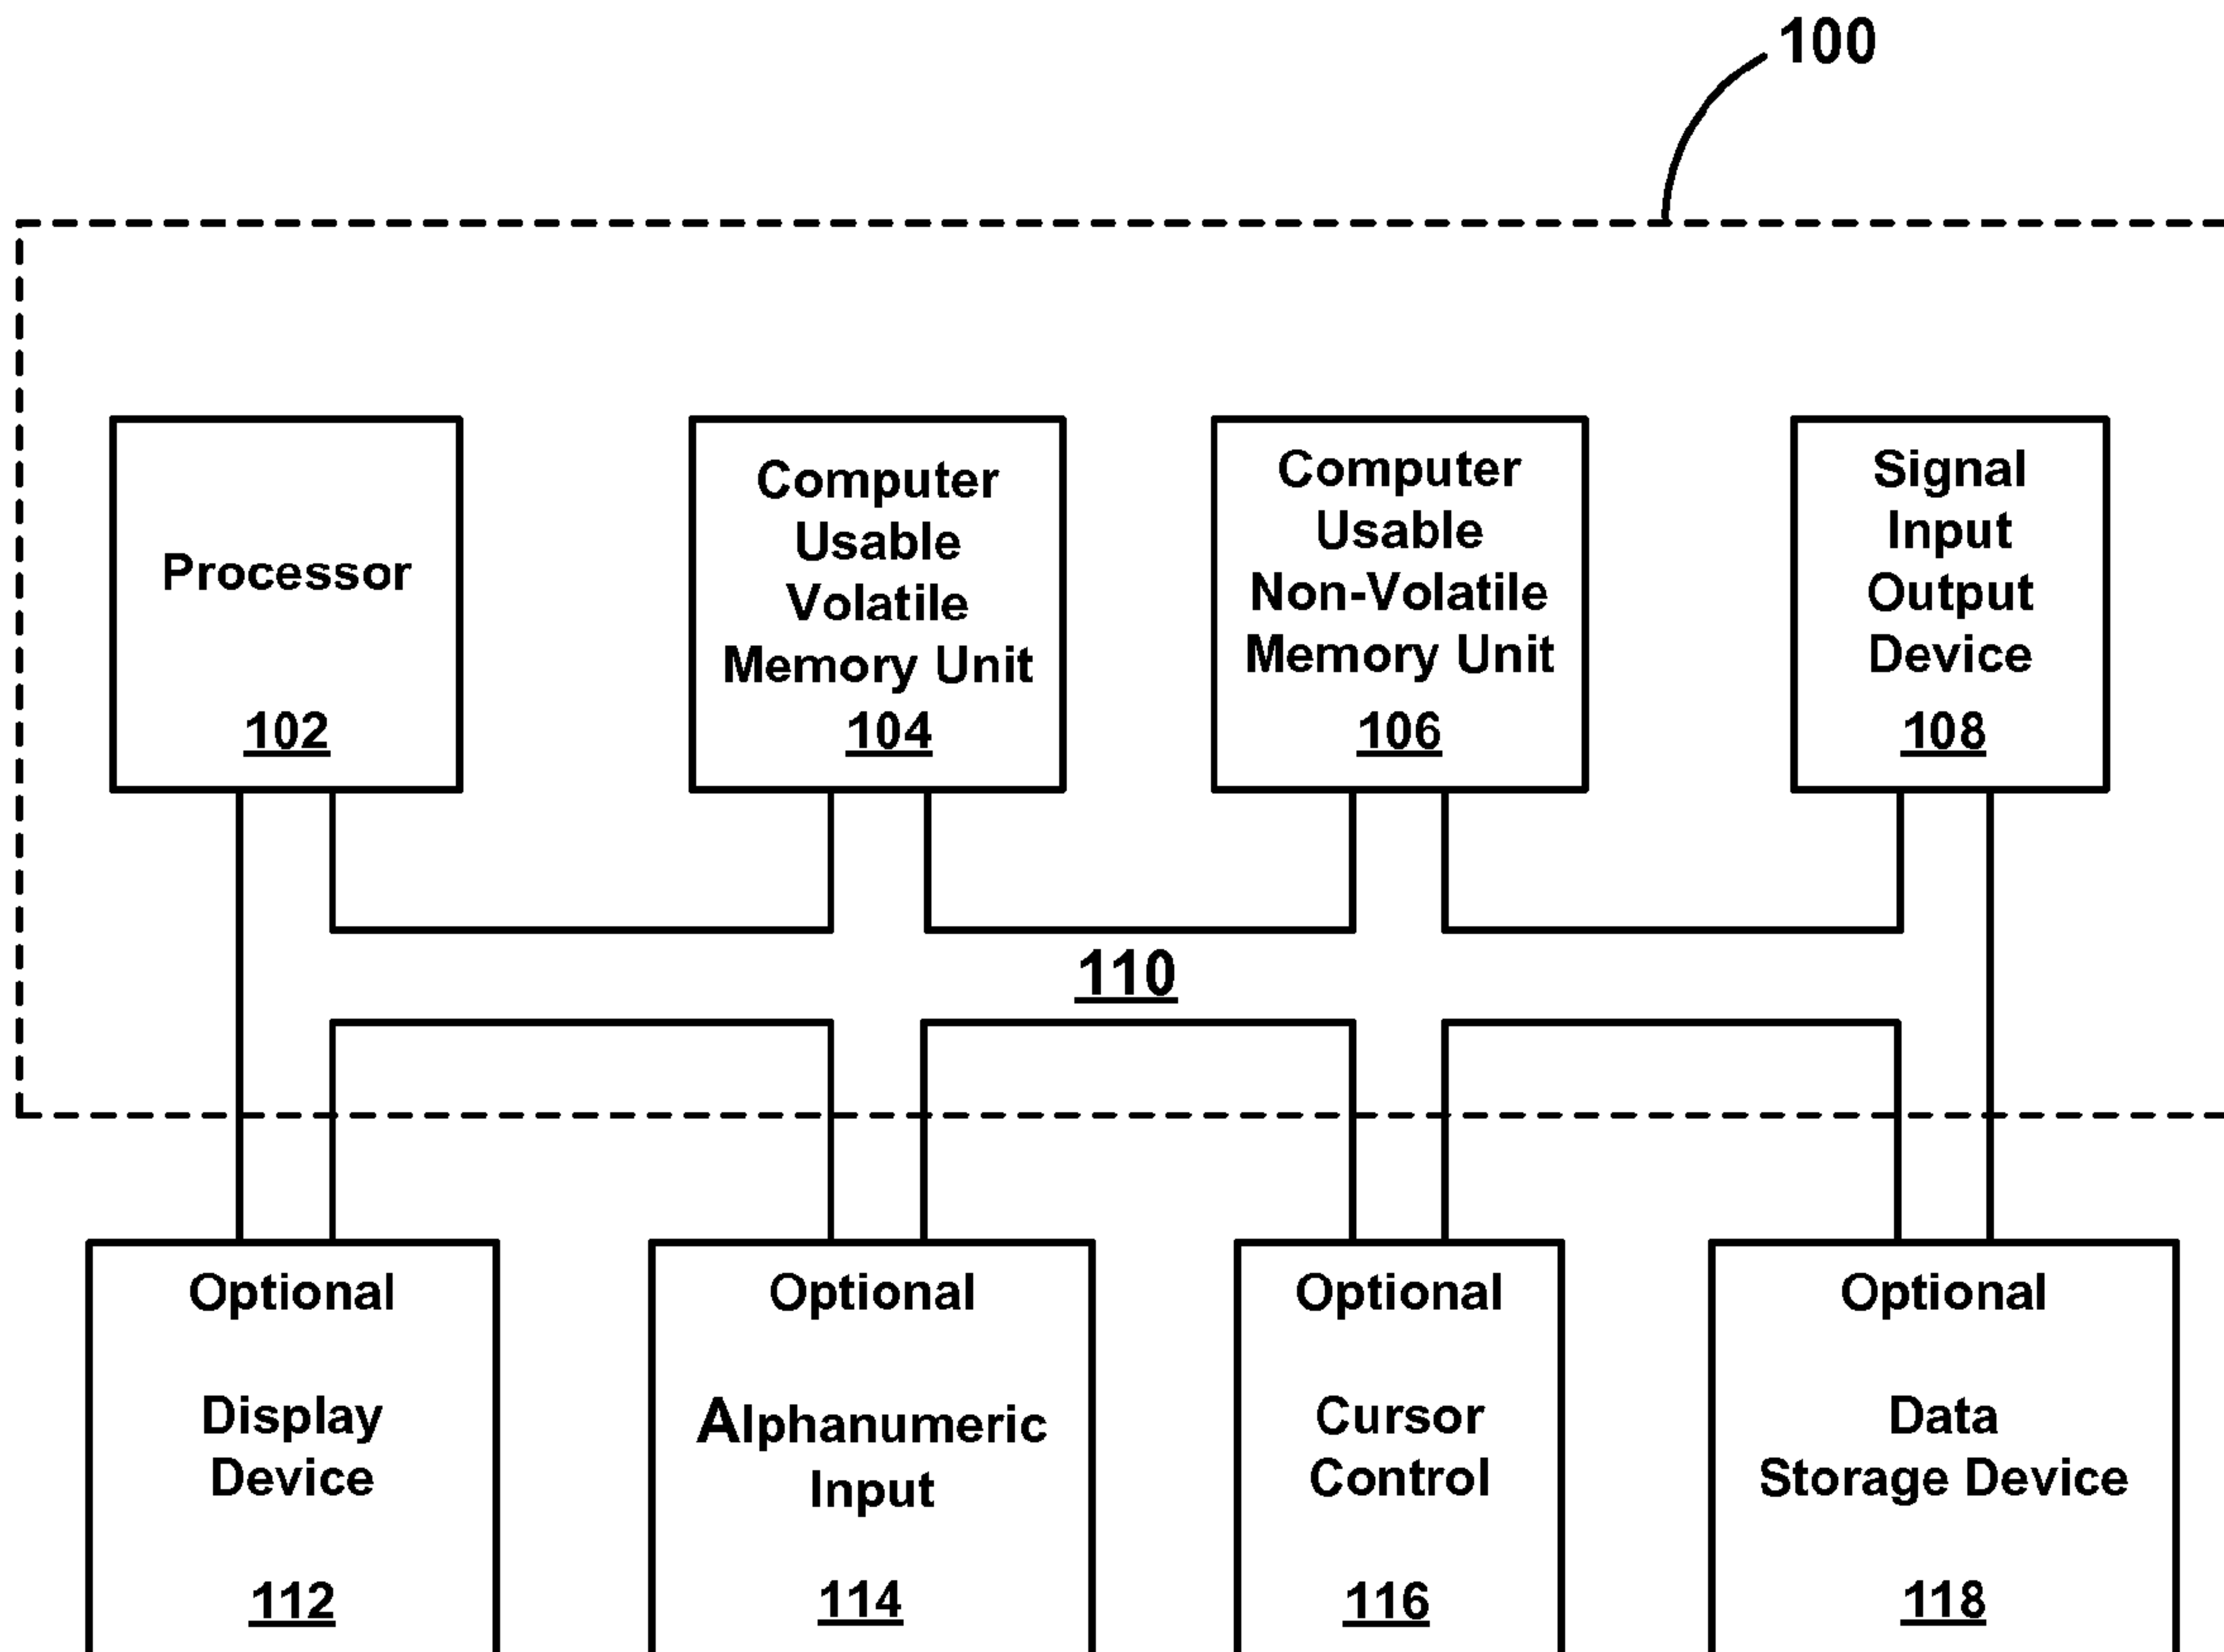 100
Processor
102
Computer
Usable
Volatile
Memory Unit
104
Computer
Usable
Non-Volatile
Memory Unit
106
Signal
Input
Output
Device
108
110
Optional
Display
Device
112
Optional
Alphanumeric
Input
114
Optional
Cursor
Control
116
Optional
Data
Storage Device
118